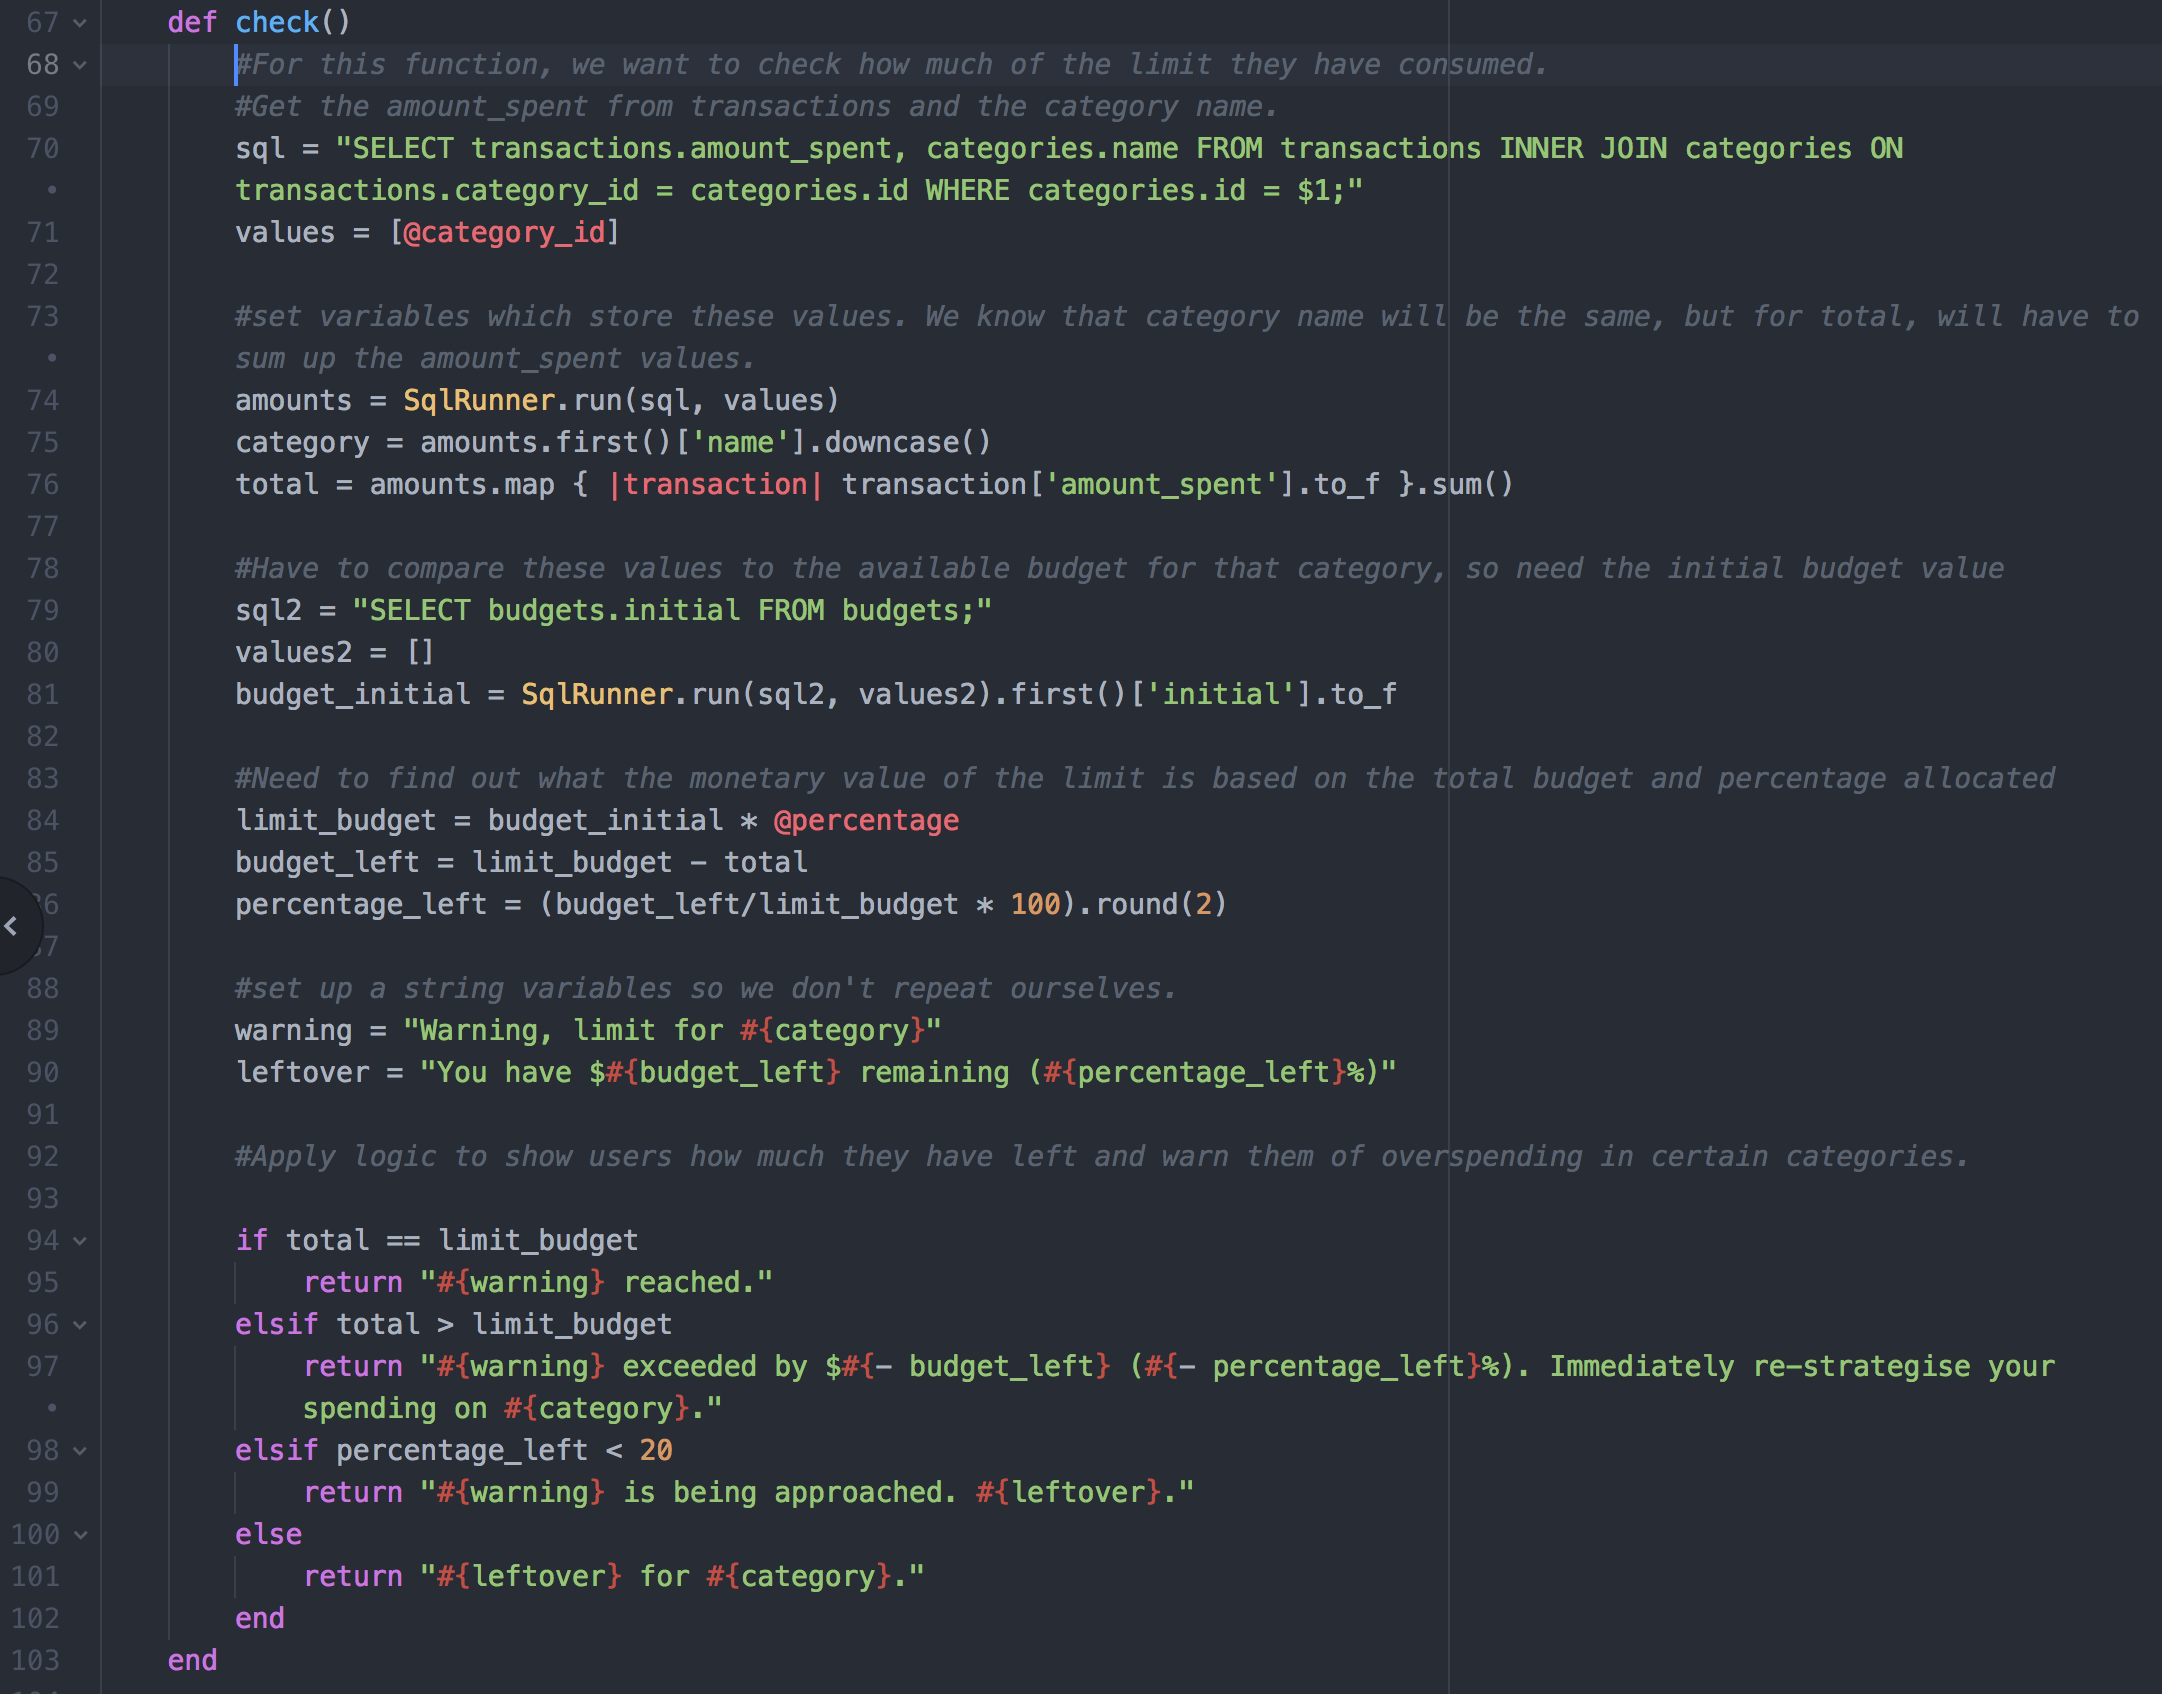 67 def check()
68 #For this function, we want to check how much of the limit they have consumed.
69 #Get the amount_spent from transactions and the category name.
70 sql = "SELECT transactions.amount_spent, categories.name FROM transactions INNER JOIN categories ON
• transactions.category_id = categories.id WHERE categories.id = $1;"
71 values = [@category_id]
72
73 #set variables which store these values. We know that category name will be the same, but for total, will have to
• sum up the amount_spent values.
74 amounts = SqlRunner.run(sql, values)
75 category = amounts.first()['name'].downcase()
76 total = amounts.map { |transaction| transaction['amount_spent'].to_f }.sum()
77
78 #Have to compare these values to the available budget for that category, so need the initial budget value
79 sql2 = "SELECT budgets.initial FROM budgets;"
80 values2 = []
81 budget_initial = SqlRunner.run(sql2, values2).first()['initial'].to_f
82
83 #Need to find out what the monetary value of the limit is based on the total budget and percentage allocated
84 limit_budget = budget_initial * @percentage
85 budget_left = limit_budget - total
6 percentage_left = (budget_left/limit_budget * 100).round(2)
7
88 #set up a string variables so we don't repeat ourselves.
89 warning = "Warning, limit for #{category}"
90 leftover = "You have $#{budget_left} remaining (#{percentage_left}%)"
91
92 #Apply logic to show users how much they have left and warn them of overspending in certain categories.
93
94 if total == limit_budget
95 return "#{warning} reached."
96 elsif total > limit_budget
97 return "#{warning} exceeded by $#{- budget_left} (#{- percentage_left}%). Immediately re-strategise your
• spending on #{category}."
98 elsif percentage_left < 20
99 return "#{warning} is being approached. #{leftover}."
100 else
101 return "#{leftover} for #{category}."
102 end
103 end